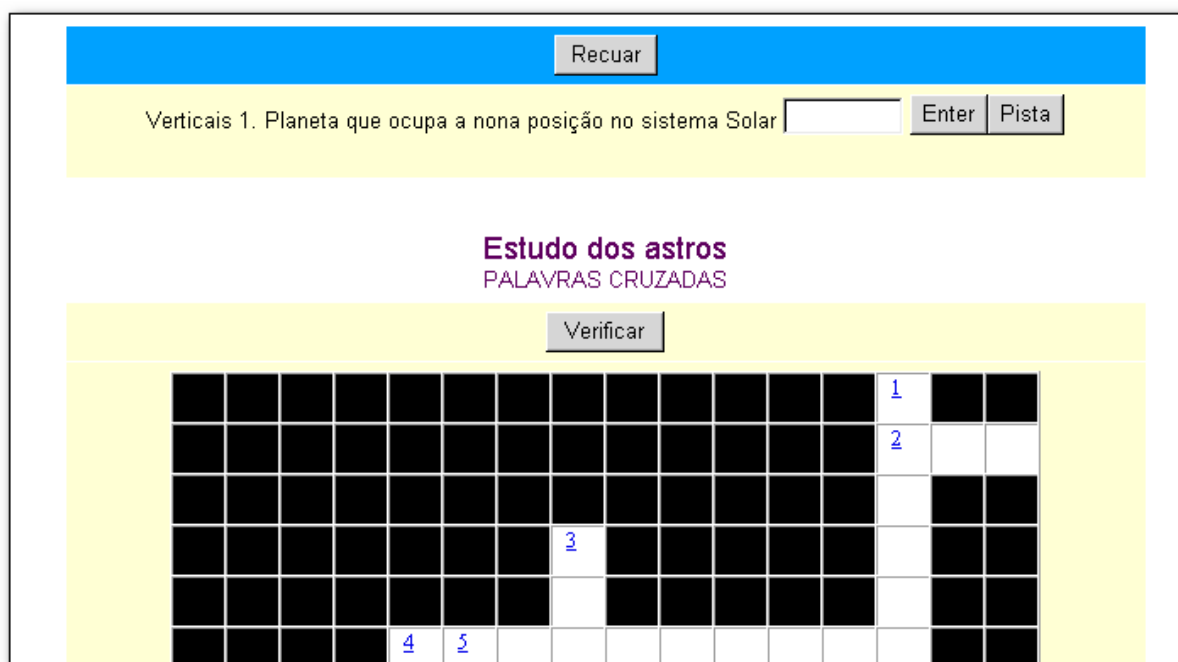 Recuar
Verticais 1. Planeta que ocupa a nona posição no sistema Solar Enter Pista
Estudo dos astros
PALAVRAS CRUZADAS
Verificar
1
2
3
4 5